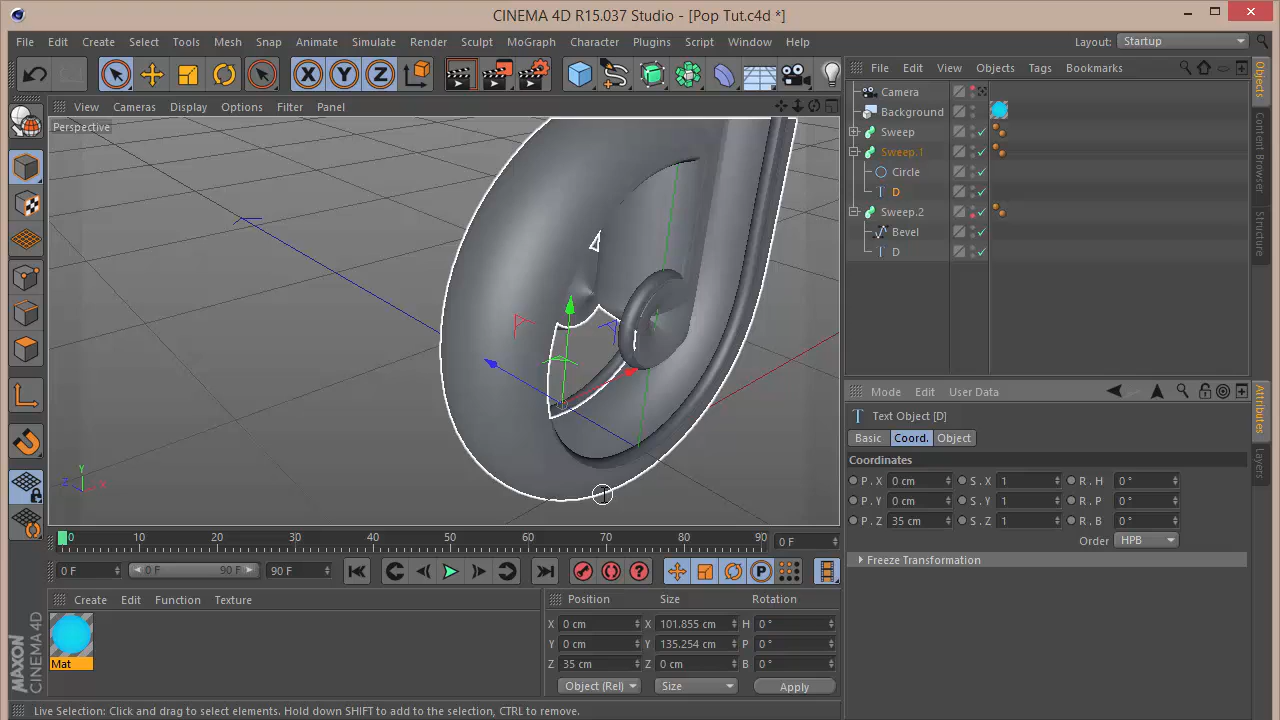 CINEMA 4D R15.037 Studio - [Pop Tut.c4d *]
File Edit Create Select Tools Mesh Snap Animate Simulate Render Sculpt MoGraph Character Plugins Script Window Help
Layout: Startup
X Y Z
View Cameras Display Options Filter Panel
Perspective
Y
Z X
File Edit View Objects Tags Bookmarks
Camera
Background
Sweep
Sweep.1
Circle
D
Sweep.2
Bevel
D
Objects
Content Browser
Structure
Mode Edit User Data
Text Object [D]
Basic Coord. Object
Coordinates
P . X 0 cm S . X 1 R . H 0 °
P . Y 0 cm S . Y 1 R . P 0 °
P . Z 35 cm S . Z 1 R . B 0 °
Order HPB
Freeze Transformation
Attributes
Layers
0 10 20 30 40 50 60 70 80 90 0 F
0 F 0 F 90 F 90 F
Create Edit Function Texture
Mat
Position Size Rotation
X 0 cm X 101.855 cm H 0 °
Y 0 cm Y 135.254 cm P 0 °
Z 35 cm Z 0 cm B 0 °
Object (Rel) Size Apply
MAXON
CINEMA 4D
Live Selection: Click and drag to select elements. Hold down SHIFT to add to the selection, CTRL to remove.